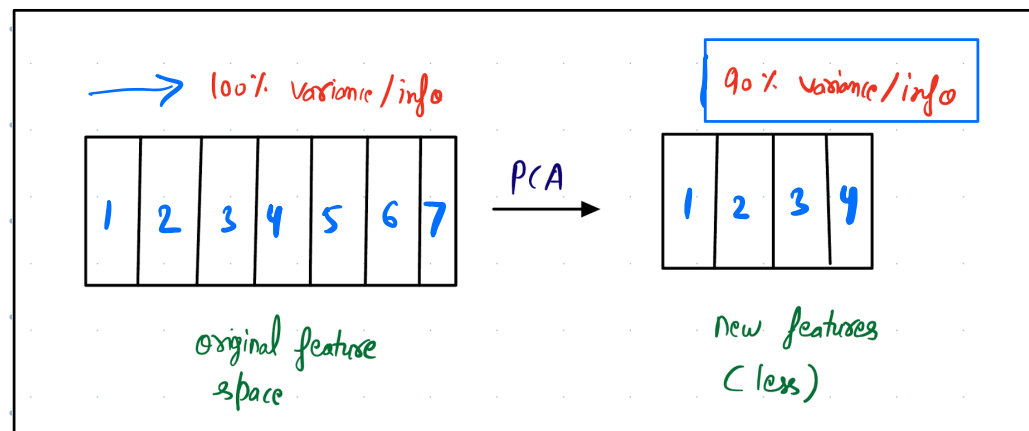 100% variance/info
90% variance/info
1 2 3 4 5 6 7
PCA
1 2 3 4
original feature
space
new features
(less)